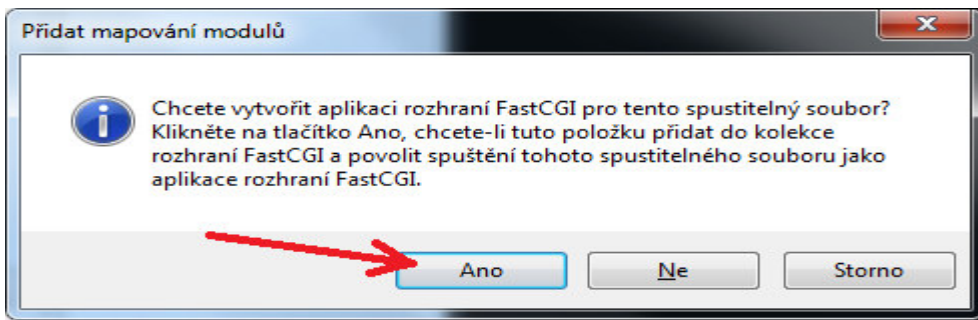 Přidat mapování modulů
Chcete vytvořit aplikaci rozhraní FastCGI pro tento spustitelný soubor?
Klikněte na tlačítko Ano, chcete-li tuto položku přidat do kolekce
rozhraní FastCGI a povolit spuštění tohoto spustitelného souboru jako
aplikace rozhraní FastCGI.
Ano Ne Storno